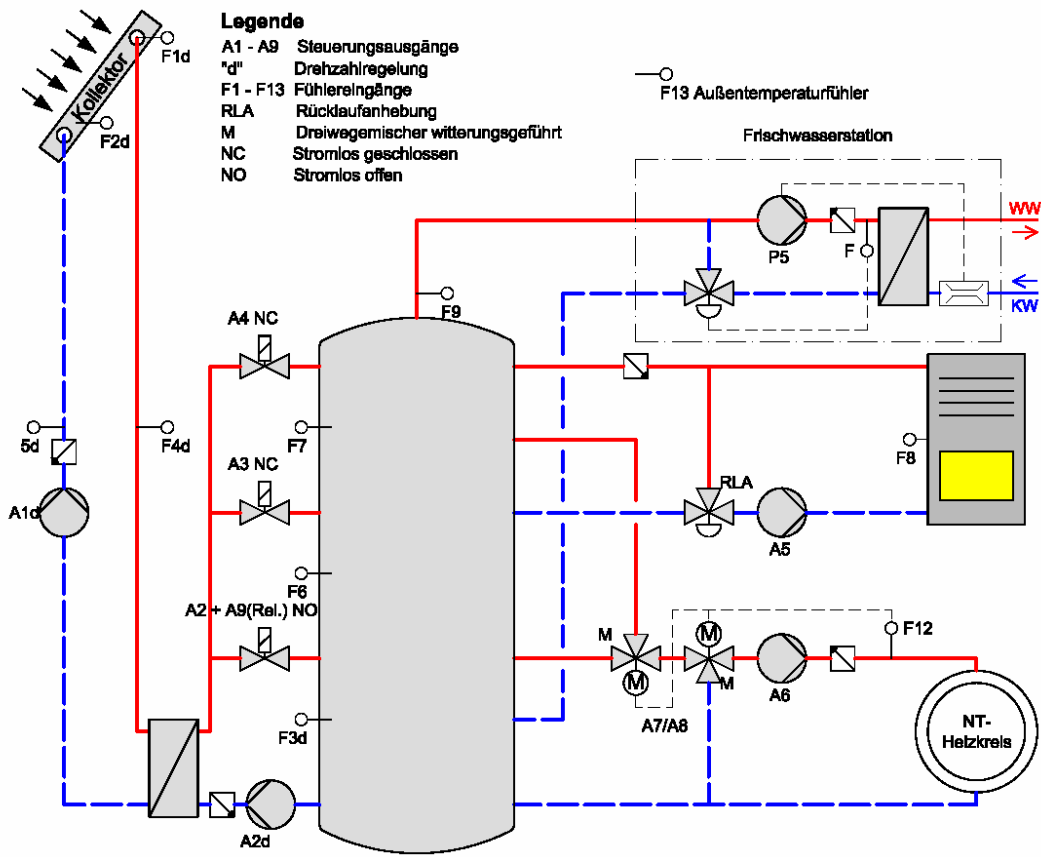 Legende
A1 - A9 Steuerungsausgänge
"d" Drehzahlregelung
F1 - F13 Fühlereingänge
RLA Rücklaufanhebung
M Dreiwegemischer witterungsgeführt
NC Stromlos geschlossen
NO Stromlos offen
Kollektor
F1d
F2d
F13 Außentemperaturfühler
Frischwasserstation
WW
P5
F
KW
F9
A4 NC
5d
F4d
F7
F8
A3 NC
RLA
A1d
A5
F6
A2 + A9(Rel.) NO
M
M
F12
M
M
A6
A7/A8
F3d
NT-
Heizkreis
A2d